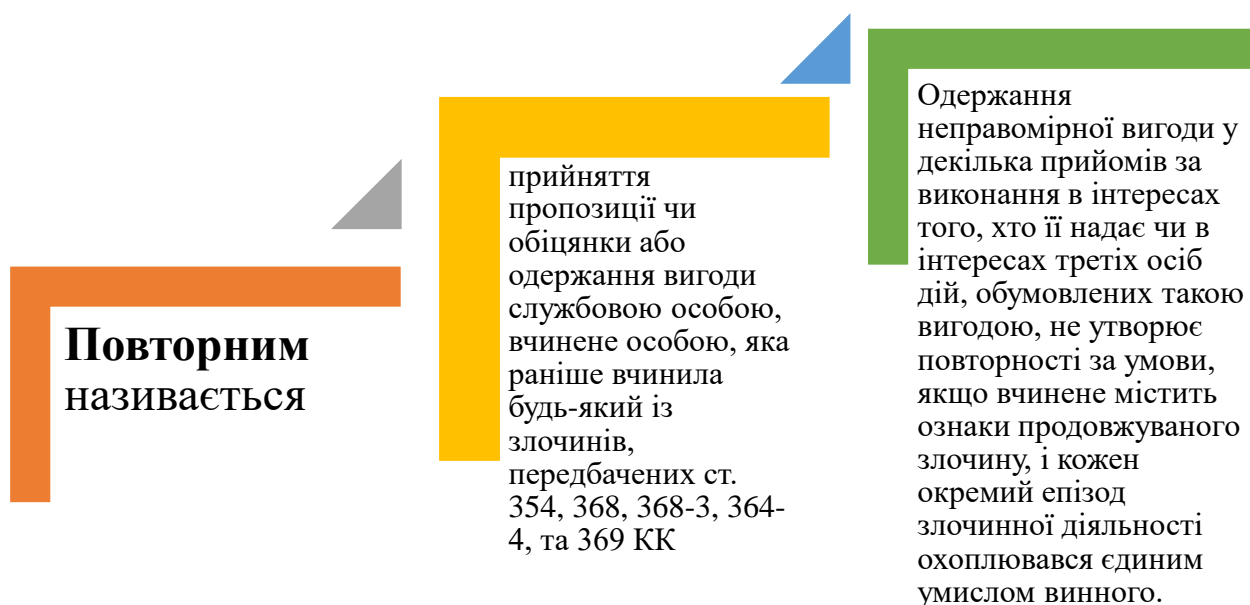 Повторним
називається
прийняття
пропозиції чи
обіцянки або
одержання вигоди
службовою особою,
вчинене особою, яка
раніше вчинила
будь-який із
злочинів,
передбачених ст.
354, 368, 368-3, 364-
4, та 369 КК
Одержання
неправомірної вигоди у
декілька прийомів за
виконання в інтересах
того, хто її надає чи в
інтересах третіх осіб
дій, обумовлених такою
вигодою, не утворює
повторності за умови,
якщо вчинене містить
ознаки продовжуваного
злочину, і кожен
окремий епізод
злочинної діяльності
охоплювався єдиним
умислом винного.